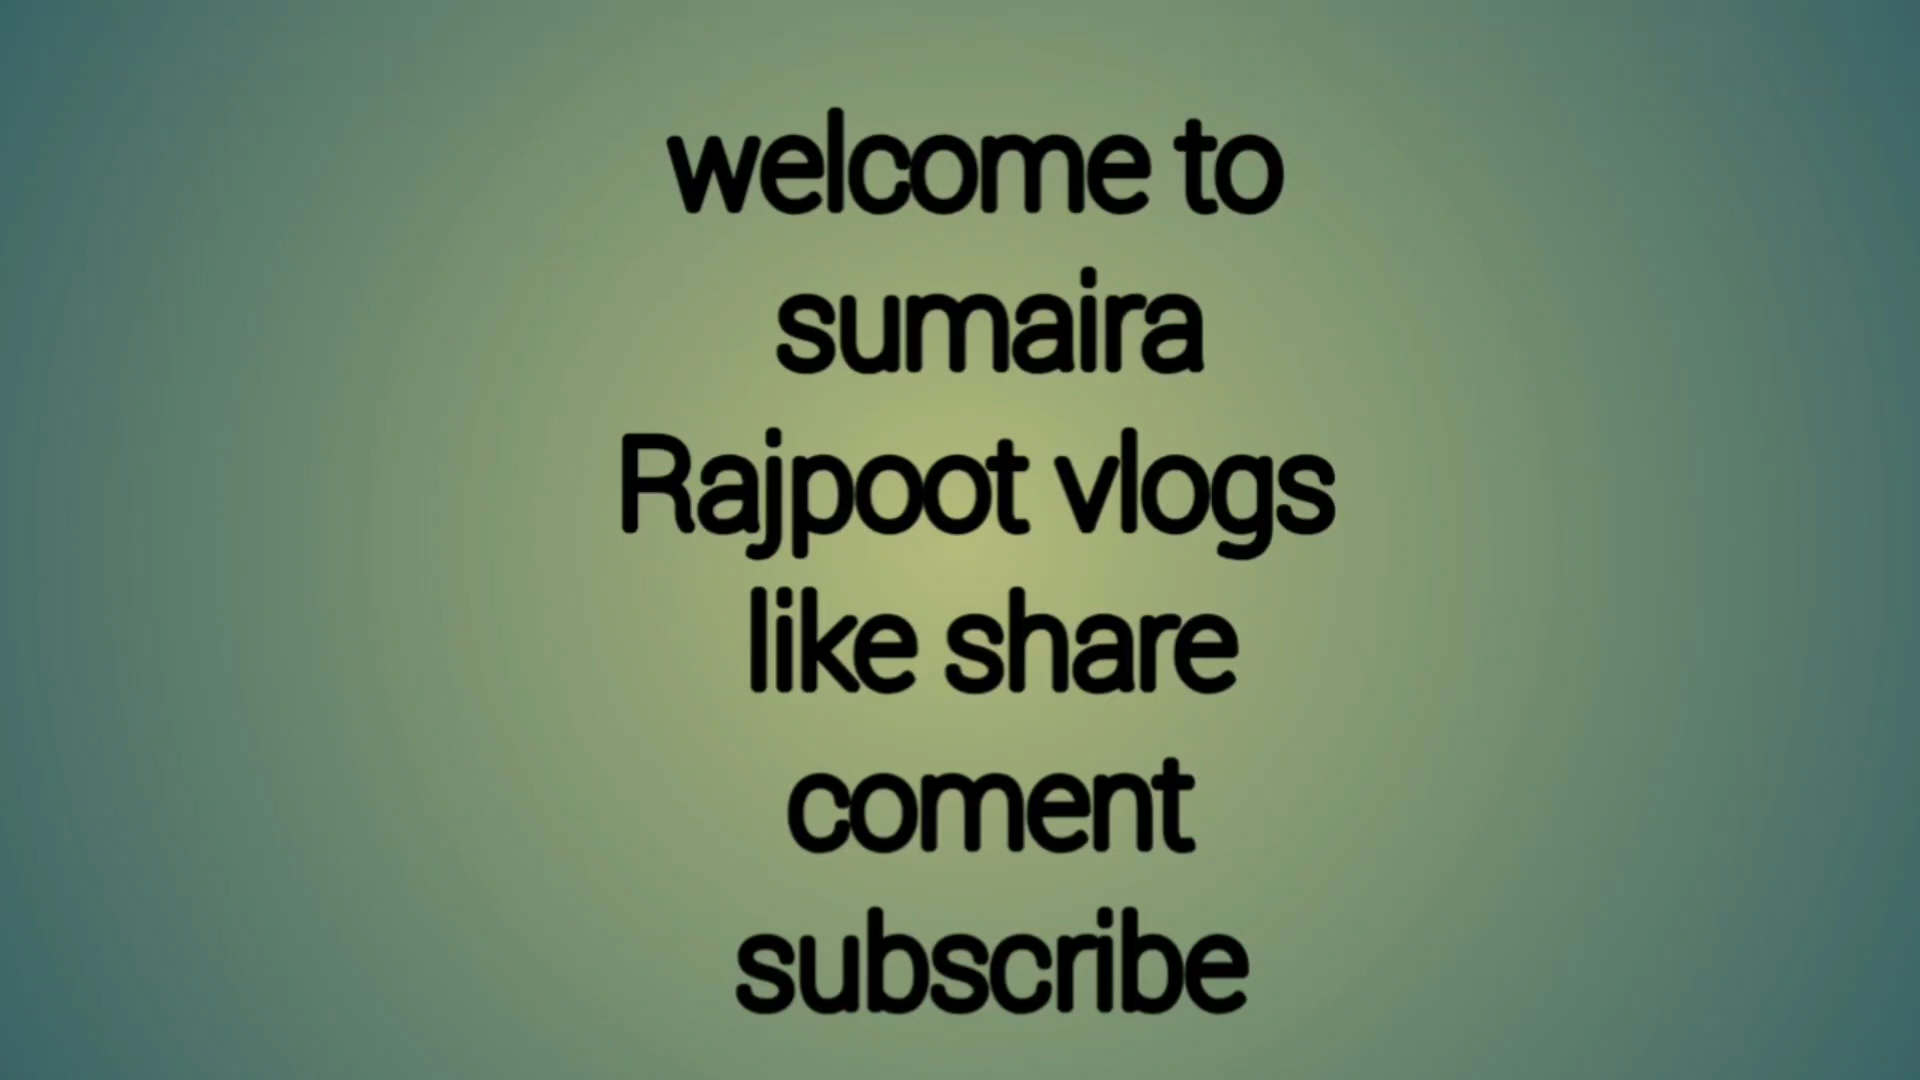 welcome to
sumaira
Rajpoot vlogs
like share
coment
subscribe